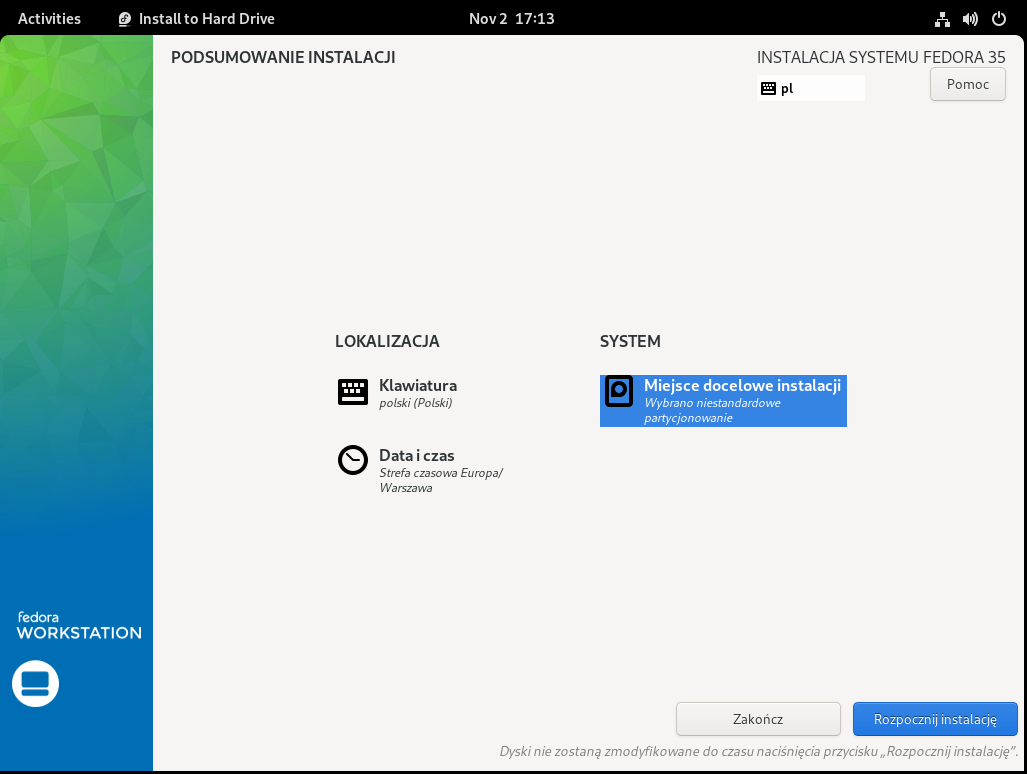 Activities Install to Hard Drive Nov 2 17:13
PODSUMOWANIE INSTALACJI
INSTALACJA SYSTEMU FEDORA 35
pl
Pomoc
LOKALIZACJA
Klawiatura
polski (Polski)
Data i czas
Strefa czasowa Europa/
Warszawa
SYSTEM
Miejsce docelowe instalacji
Wybrano niestandardowe
partycjonowanie
fedora
WORKSTATION
Zakończ
Rozpocznij instalację
Dyski nie zostaną zmodyfikowane do czasu naciśnięcia przycisku „Rozpocznij instalację”.